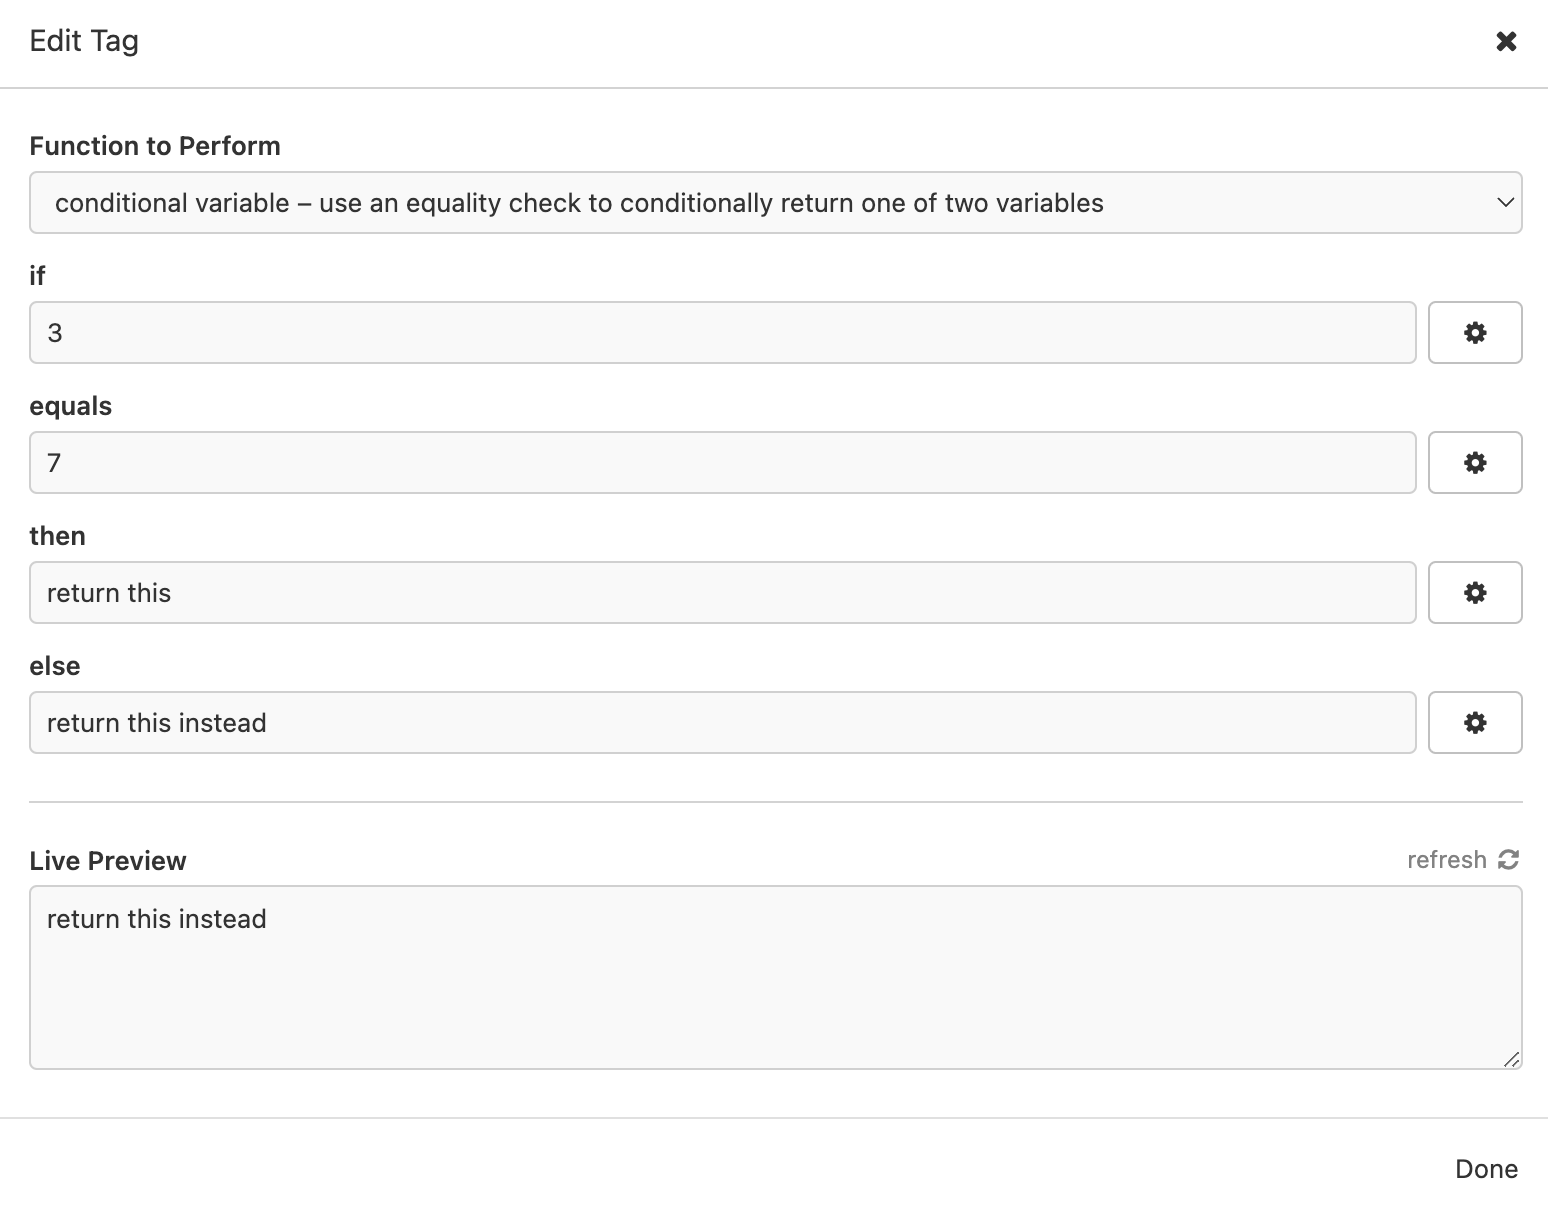 Edit Tag
Function to Perform
conditional variable – use an equality check to conditionally return one of two variables
if
3
equals
7
then
return this
else
return this instead
Live Preview
refresh
return this instead
Done